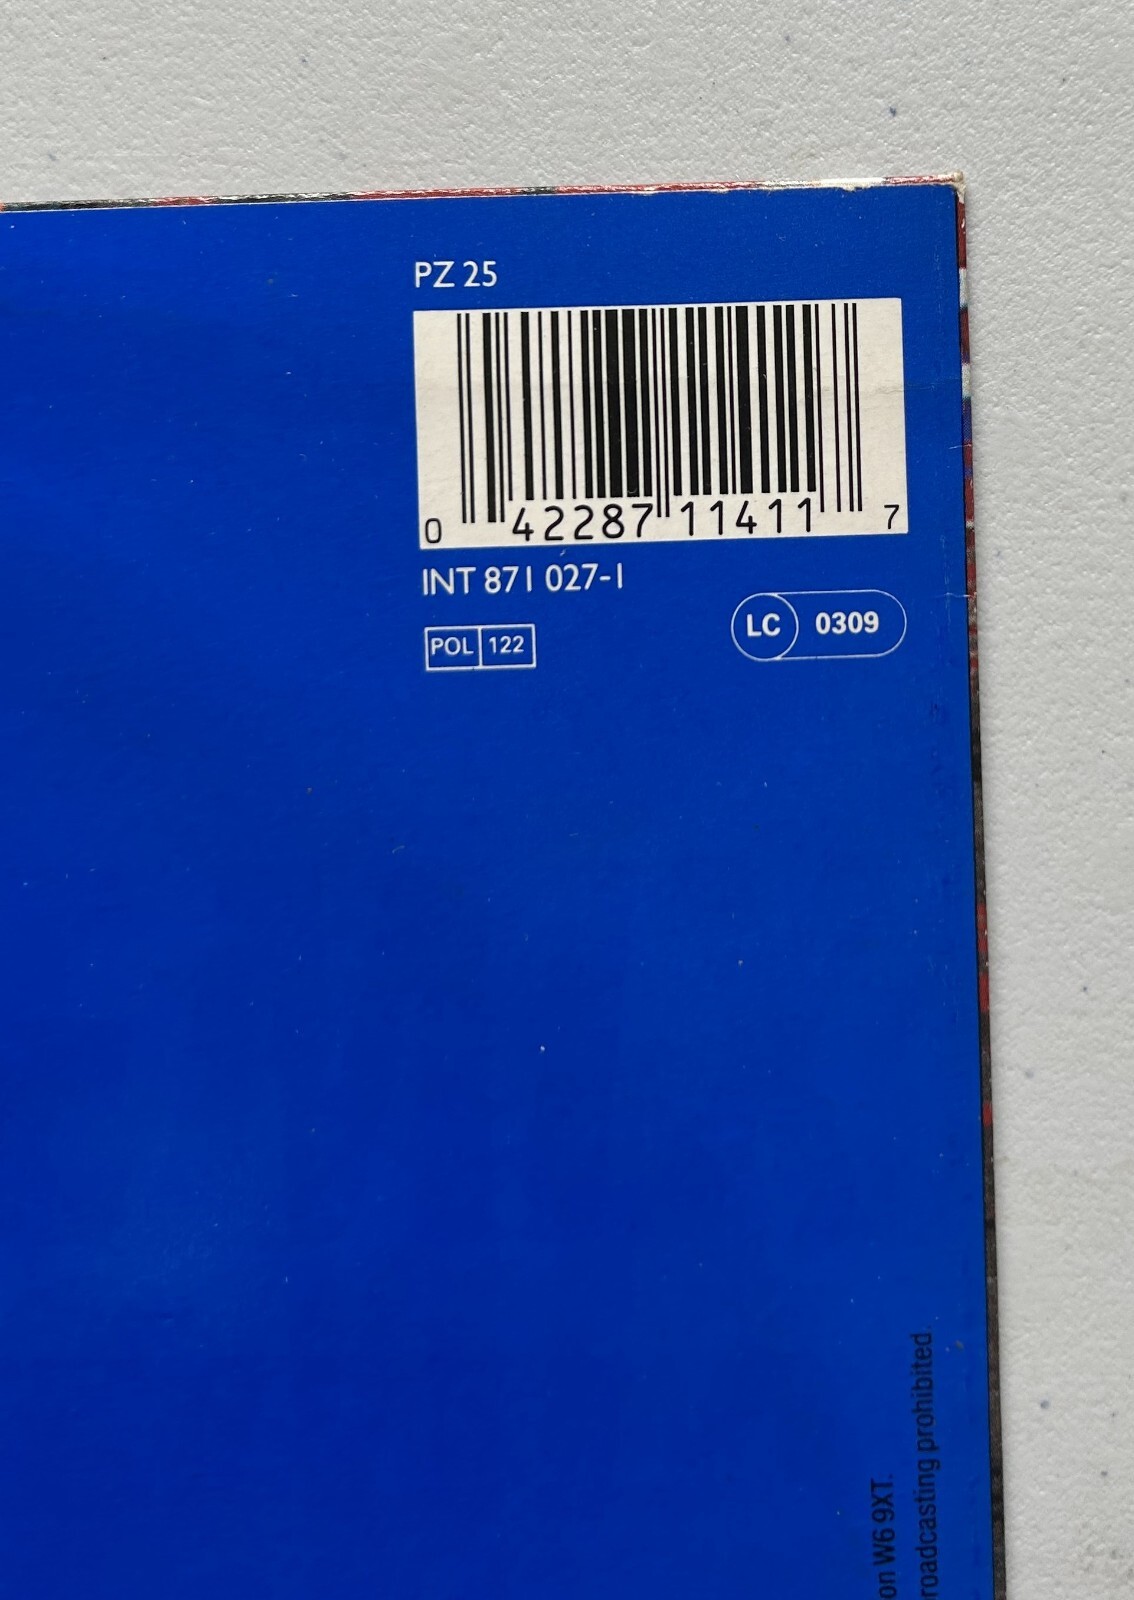 PZ 25
0 42287 11411 7
INT 871 027-1
POL 122
LC 0309
on W6 9XT.
roadcasting prohibited.